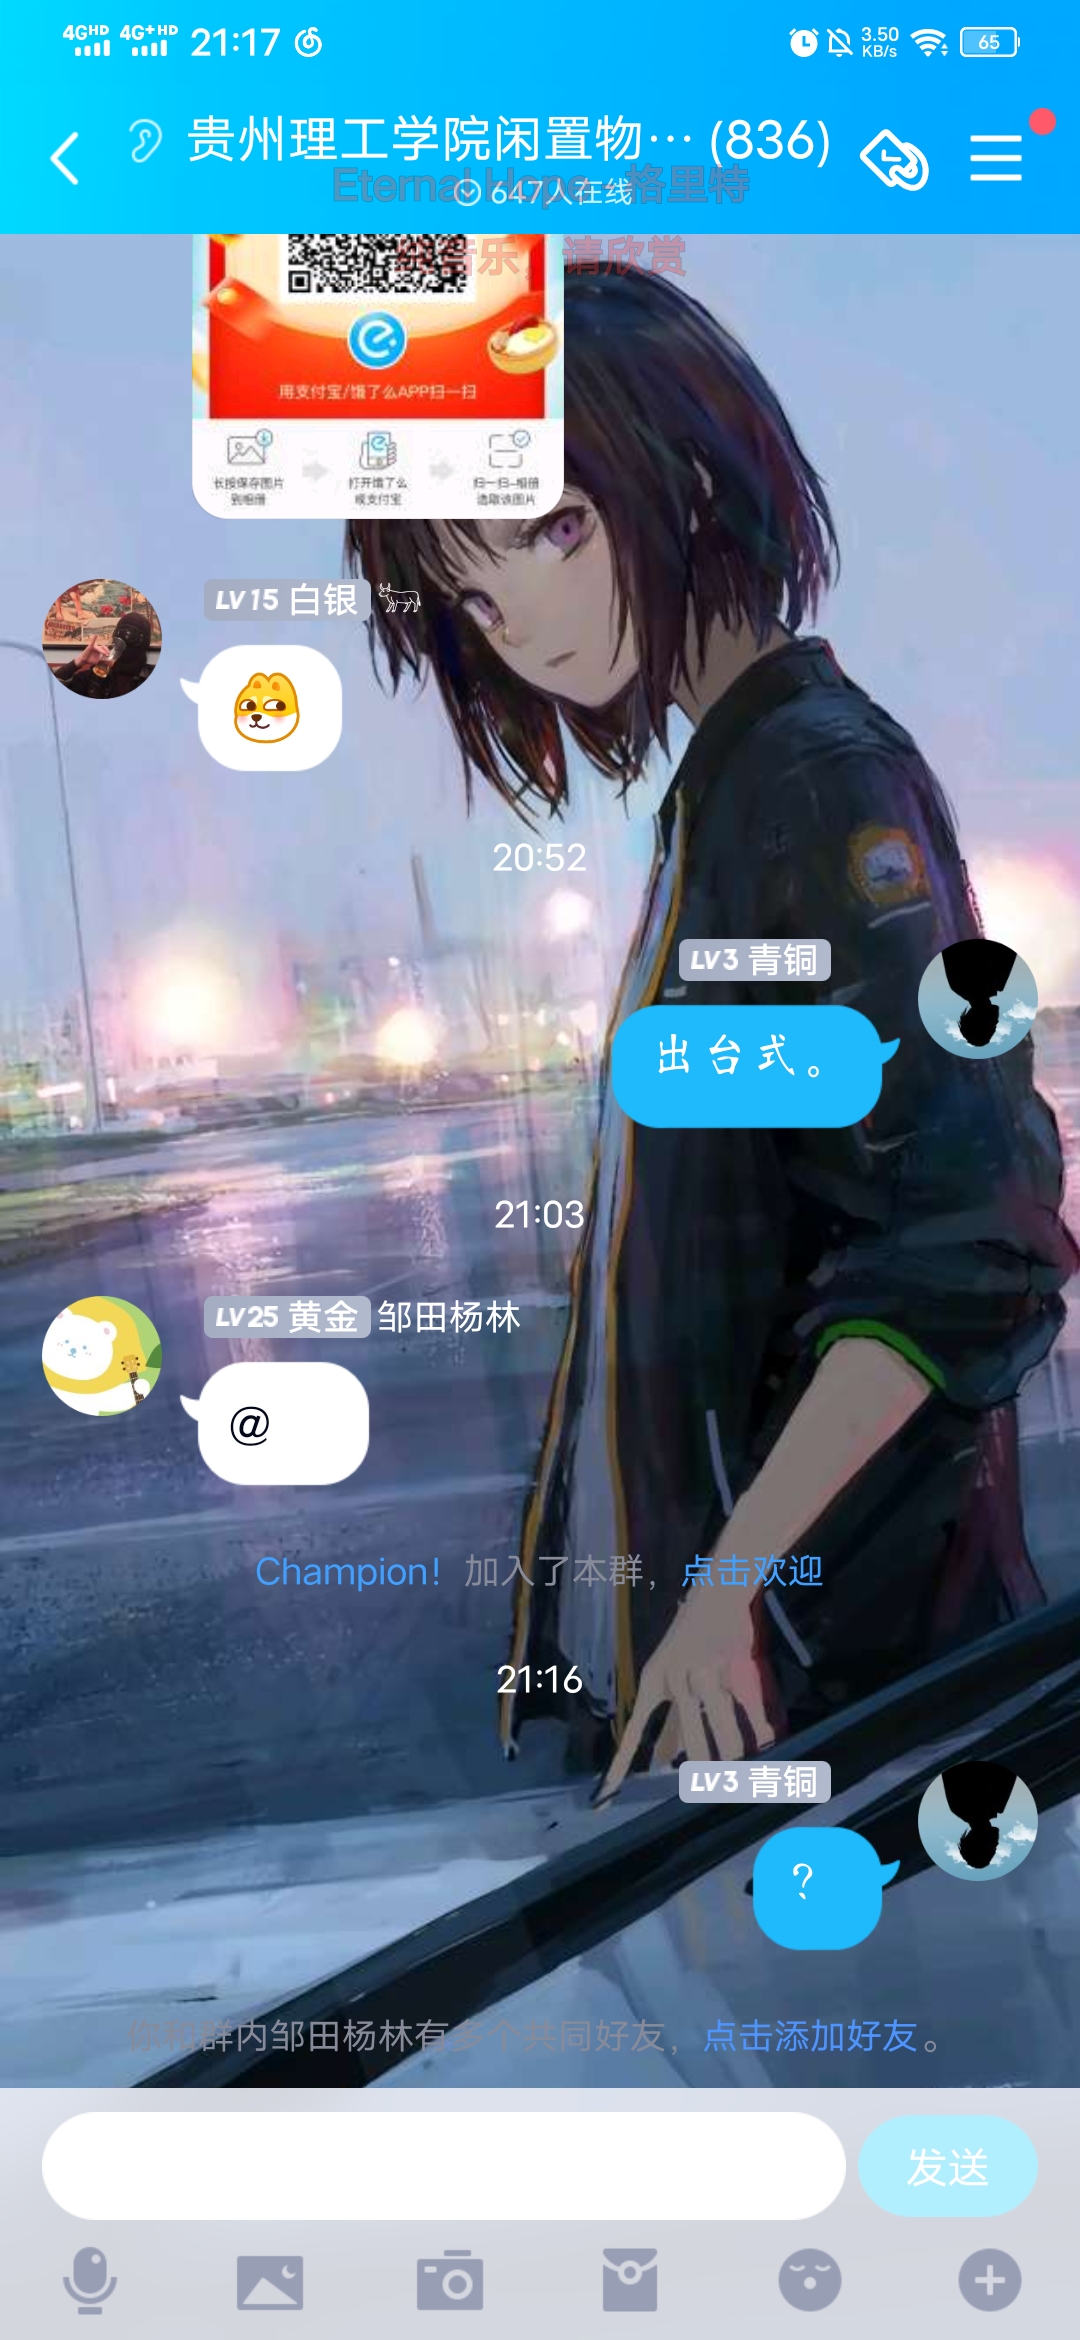 4GHD 4G+HD 21:17 3.50 KB/s 65
贵州理工学院闲置物… (836)
Eternal Hope - 格里特
647人在线
纯音乐，请欣赏
用支付宝/饿了么APP扫一扫
长按保存图片
到相册
打开饿了么
或支付宝
扫一扫-相册
选取该图片
LV15 白银 🐂
20:52
LV3 青铜
出台式。
21:03
LV25 黄金 邹田杨林
@
Champion！ 加入了本群，点击欢迎
21:16
LV3 青铜
？
你和群内邹田杨林有多个共同好友，点击添加好友。
发送